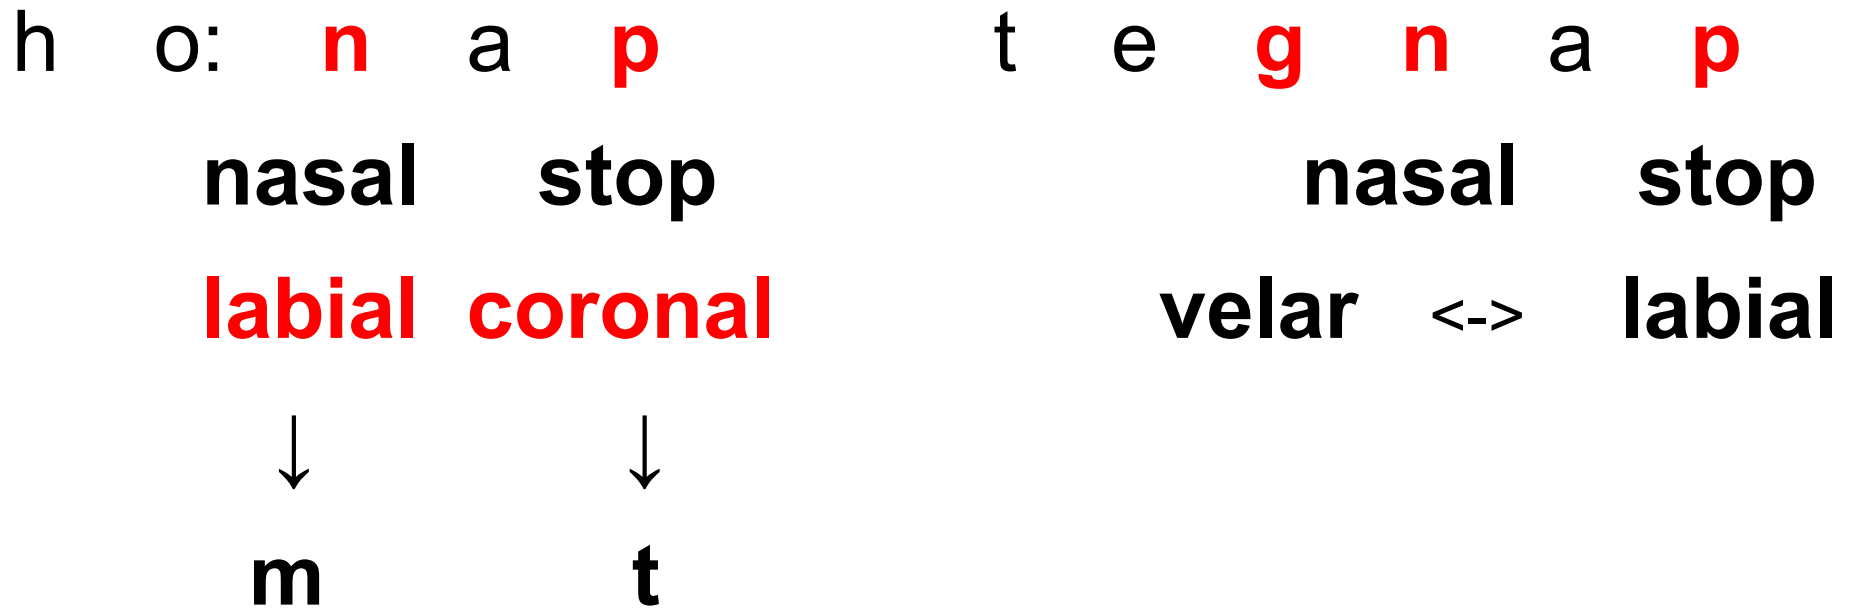 h o: n a p t e g n a p
nasal stop nasal stop
labial coronal velar <-> labial
↓ ↓
m t